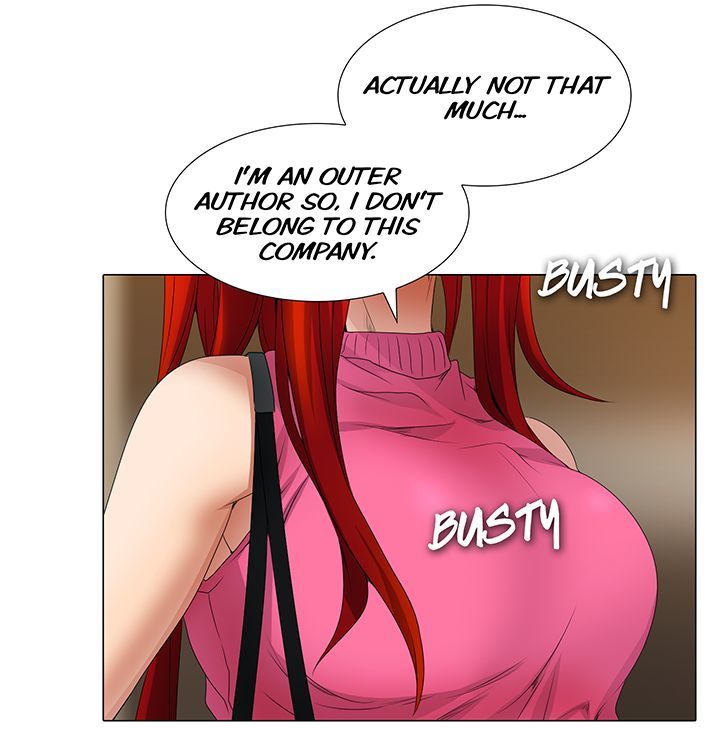 ACTUALLY NOT THAT
MUCH...
I'M AN OUTER
AUTHOR SO, I DON'T
BELONG TO THIS
COMPANY.
BUSTY
BUSTY